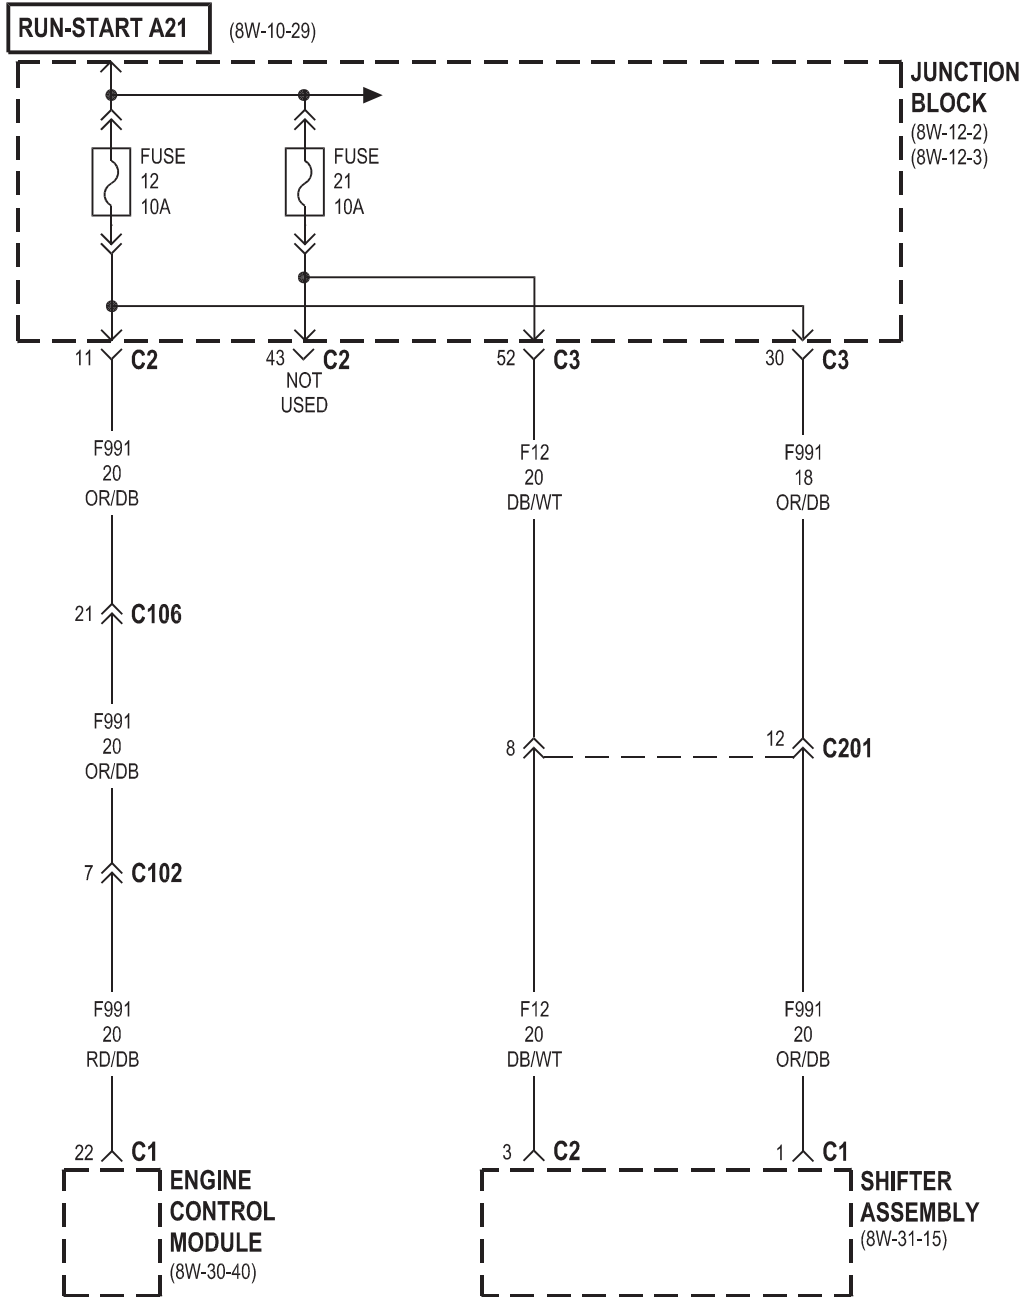 RUN-START A21 (8W-10-29)
JUNCTION
BLOCK
(8W-12-2)
(8W-12-3)
FUSE
12
10A
FUSE
21
10A
11 C2
43 C2
NOT
USED
52 C3
30 C3
F991
20
OR/DB
F12
20
DB/WT
F991
18
OR/DB
21 C106
F991
20
OR/DB
8
12 C201
7 C102
F991
20
RD/DB
F12
20
DB/WT
F991
20
OR/DB
22 C1
3 C2
1 C1
ENGINE
CONTROL
MODULE
(8W-30-40)
SHIFTER
ASSEMBLY
(8W-31-15)